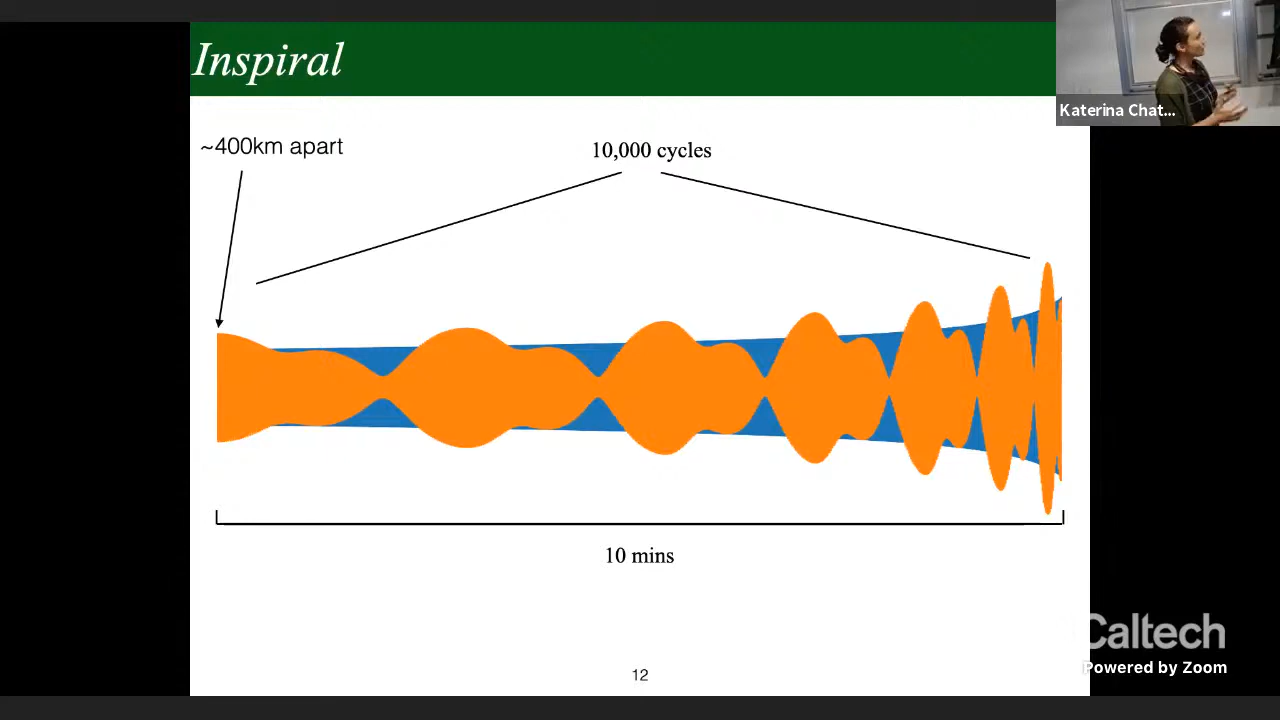 Inspiral
Katerina Chat...
~400km apart
10,000 cycles
10 mins
Caltech
Powered by Zoom
12